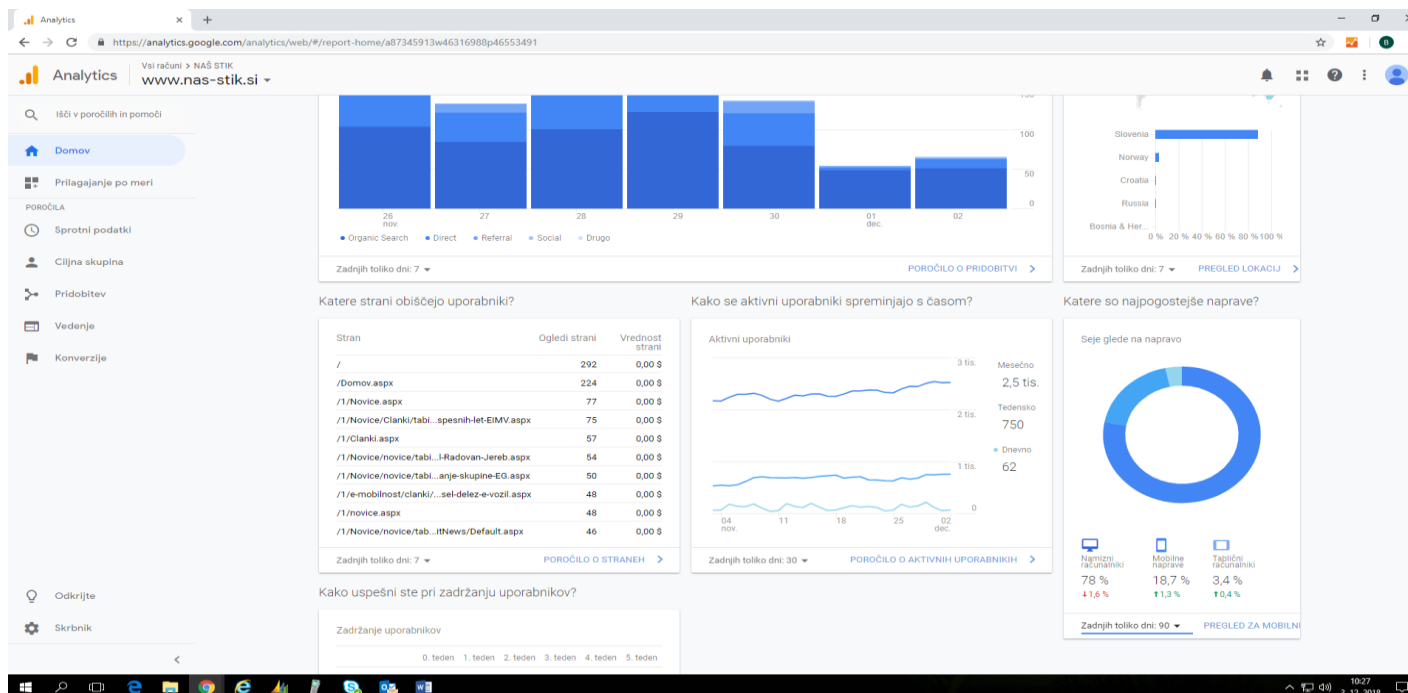 Analytics
https://analytics.google.com/analytics/web/#/report-home/a87345913w46316988p46553491
B
Analytics
Vsi računi > NAŠ STIK
www.nas-stik.si
Išči v poročilih in pomoči
Domov
Prilagajanje po meri
POROČILA
Sprotni podatki
Ciljna skupina
Pridobitev
Vedenje
Konverzije
Odkrijte
Skrbnik
150
100
50
0
26 27 28 29 30 01 02
nov. dec.
Organic Search Direct Referral Social Drugo
Zadnjih toliko dni: 7 POROČILO O PRIDOBITVI
Slovenia
Norway
Croatia
Russia
Bosnia & Her...
0 % 20 % 40 % 60 % 80 % 100 %
Zadnjih toliko dni: 7 PREGLED LOKACIJ
Katere strani obiščejo uporabniki?
Stran Ogledi strani Vrednost strani
/ 292 0,00 $
/Domov.aspx 224 0,00 $
/1/Novice.aspx 77 0,00 $
/1/Novice/Clanki/tabi...spesnih-let-EIMV.aspx 75 0,00 $
/1/Clanki.aspx 57 0,00 $
/1/Novice/novice/tabi...l-Radovan-Jereb.aspx 54 0,00 $
/1/Novice/novice/tabi...anje-skupine-EG.aspx 50 0,00 $
/1/e-mobilnost/clanki/...sel-delez-e-vozil.aspx 48 0,00 $
/1/novice.aspx 48 0,00 $
/1/Novice/novice/tab...itNews/Default.aspx 46 0,00 $
Zadnjih toliko dni: 7 POROČILO O STRANEH
Kako se aktivni uporabniki spreminjajo s časom?
Aktivni uporabniki
3 tis.
2 tis.
1 tis.
0
04 11 18 25 02
nov. dec.
Mesečno
2,5 tis.
Tedensko
750
Dnevno
62
Zadnjih toliko dni: 30 POROČILO O AKTIVNIH UPORABNIKIH
Katere so najpogostejše naprave?
Seje glede na napravo
Namizni računalniki Mobilne naprave Tablični računalniki
78 % 18,7 % 3,4 %
1,6 % 1,3 % 0,4 %
Zadnjih toliko dni: 90 PREGLED ZA MOBILNI
Kako uspešni ste pri zadržanju uporabnikov?
Zadržanje uporabnikov
0. teden 1. teden 2. teden 3. teden 4. teden 5. teden
10:27
3. 12. 2018